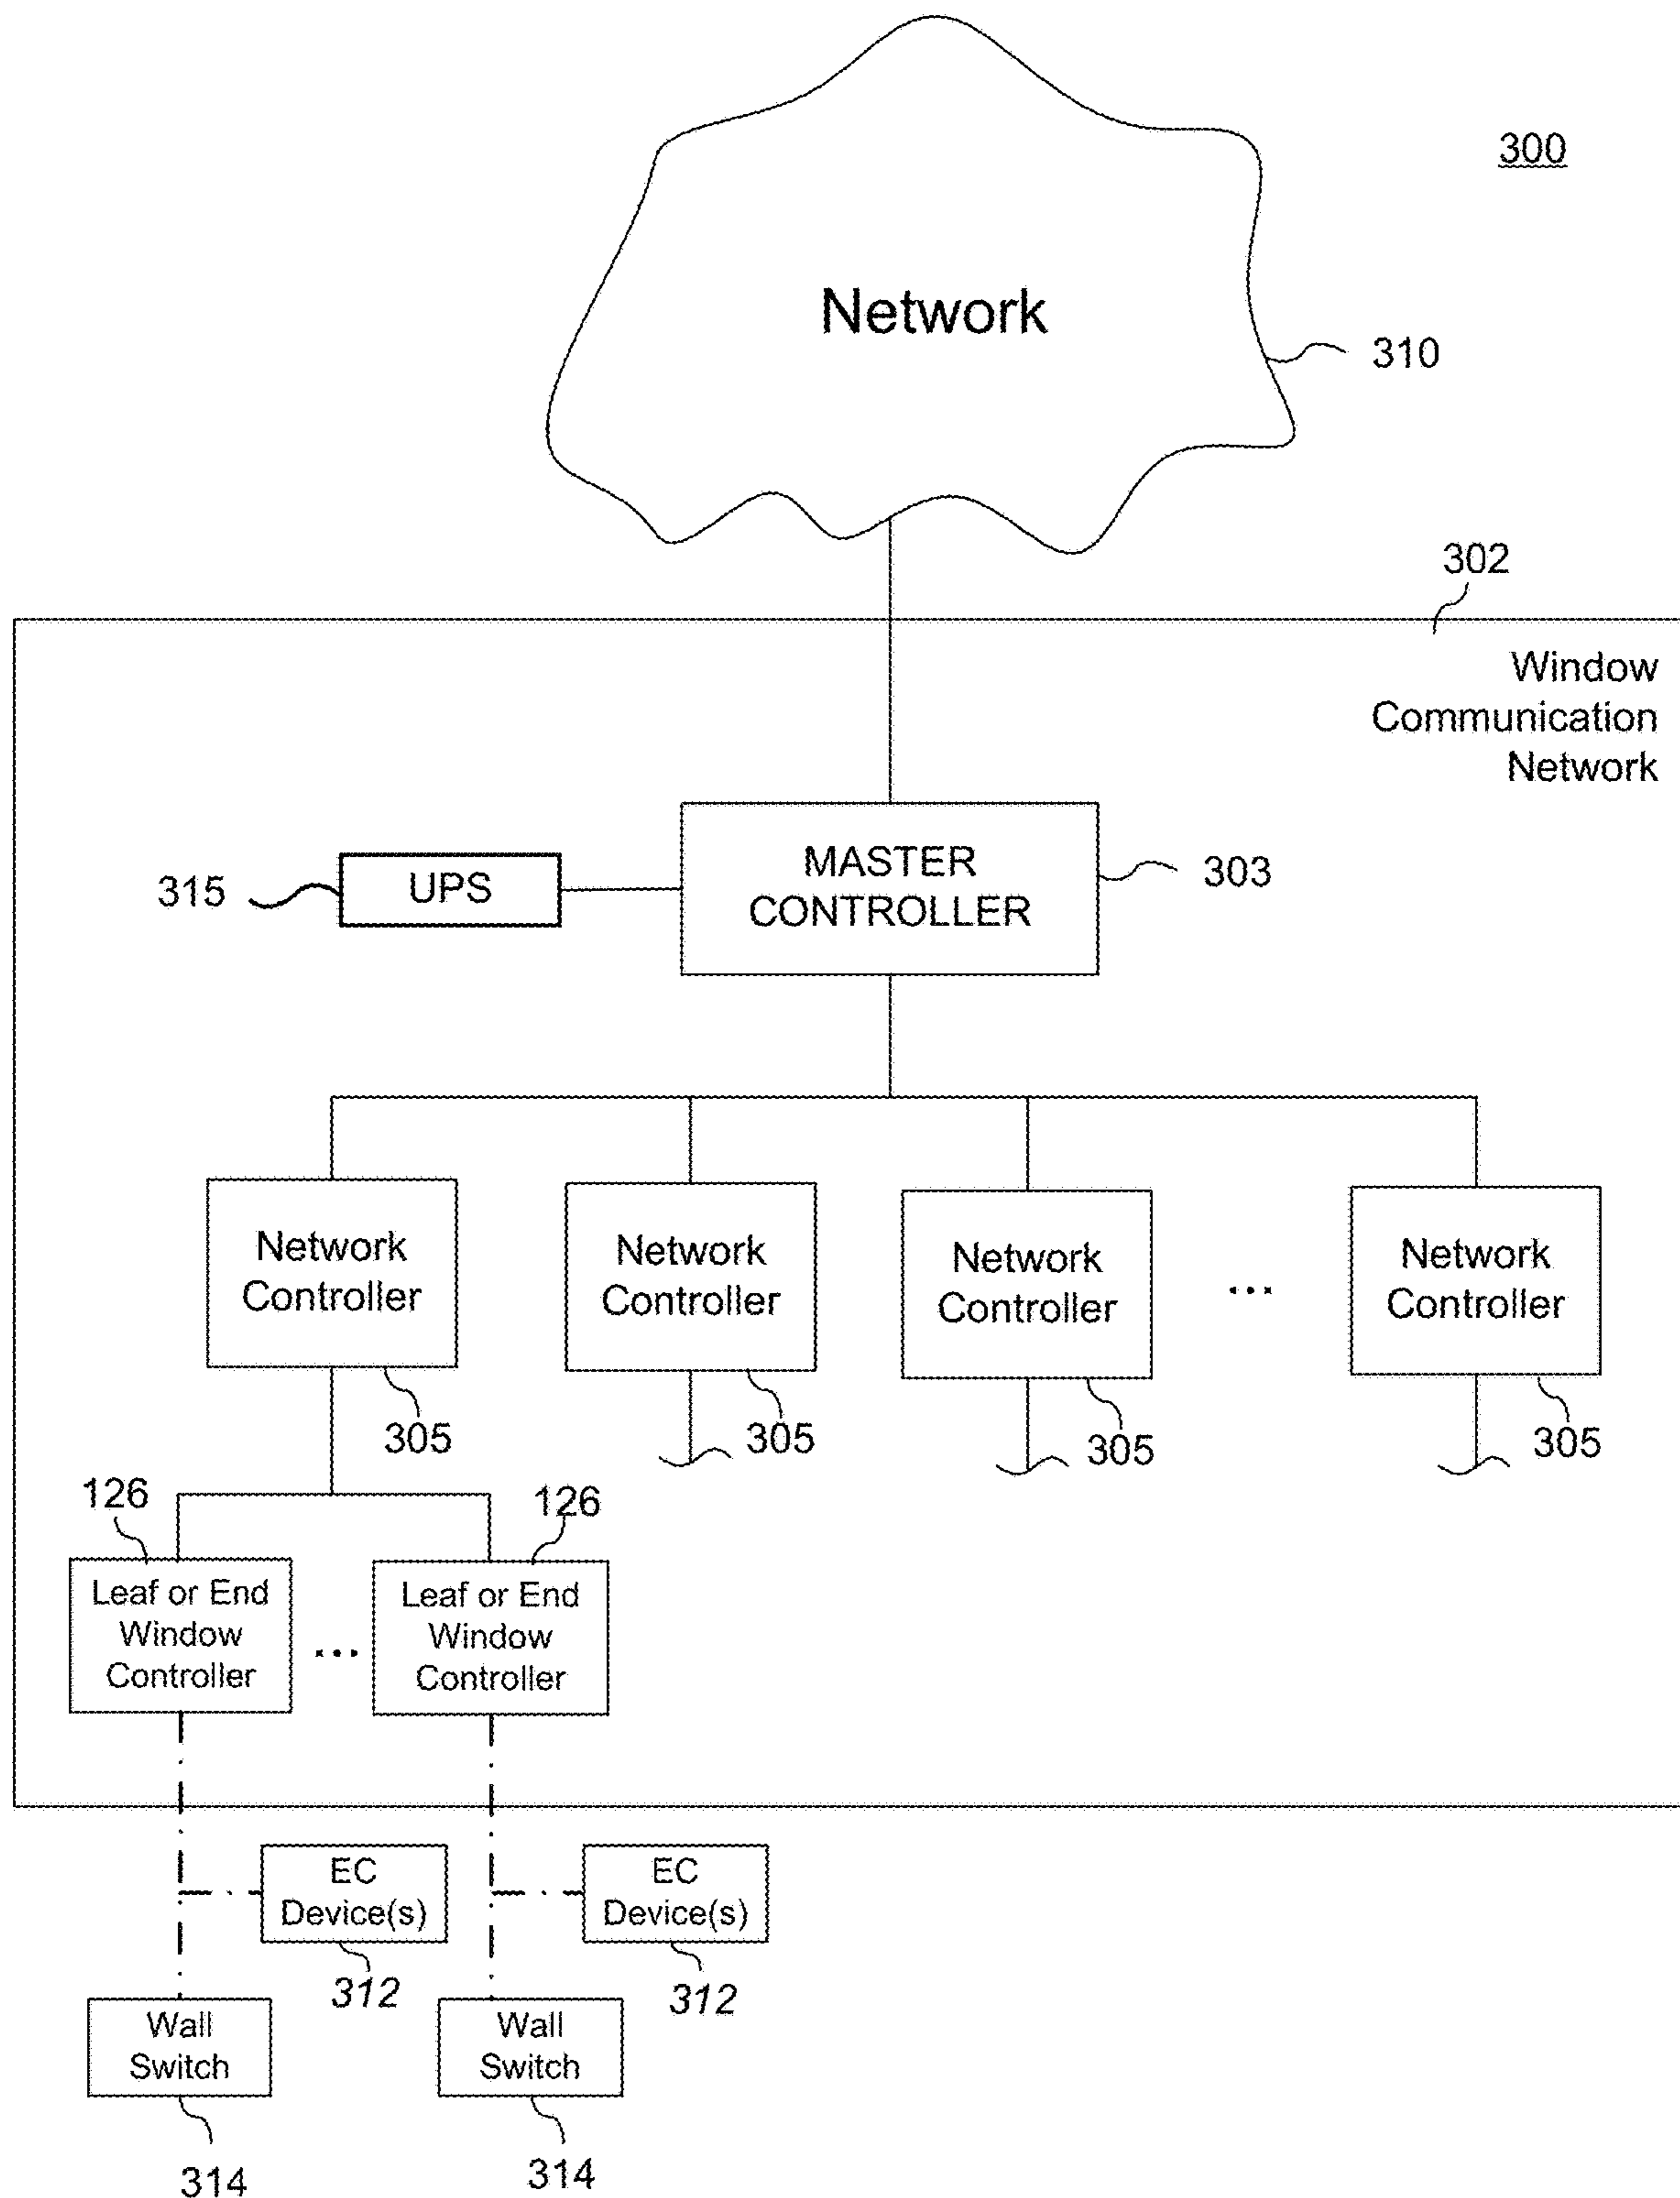 300
Network
310
302
Window
Communication
Network
315
UPS
MASTER
CONTROLLER
303
Network
Controller
Network
Controller
Network
Controller
...
Network
Controller
305
305
305
305
126
126
Leaf or End
Window
Controller
...
Leaf or End
Window
Controller
EC
Device(s)
EC
Device(s)
312
312
Wall
Switch
Wall
Switch
314
314